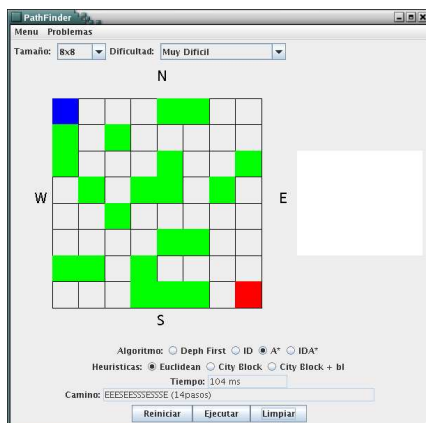 PathFinder
Menu Problemas
Tamaño: 8x8 Dificultad: Muy Dificil
N
W E
S
Algoritmo: Deph First ID A* IDA*
Heurísticas: Euclidean City Block City Block + bl
Tiempo: 104 ms
Camino: EEESEESSSESSSE (14pasos)
Reiniciar Ejecutar Limpiar